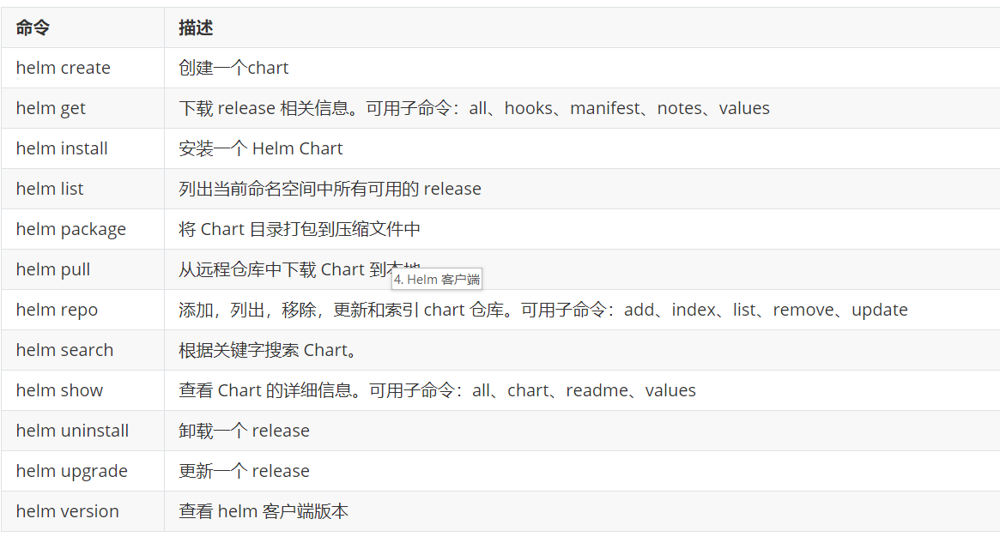 命令 描述
helm create 创建一个chart
helm get 下载 release 相关信息。可用子命令：all、hooks、manifest、notes、values
helm install 安装一个 Helm Chart
helm list 列出当前命名空间中所有可用的 release
helm package 将 Chart 目录打包到压缩文件中
helm pull 从远程仓库中下载 Chart 到本地
4. Helm 客户端
helm repo 添加，列出，移除，更新和索引 chart 仓库。可用子命令：add、index、list、remove、update
helm search 根据关键字搜索 Chart。
helm show 查看 Chart 的详细信息。可用子命令：all、chart、readme、values
helm uninstall 卸载一个 release
helm upgrade 更新一个 release
helm version 查看 helm 客户端版本